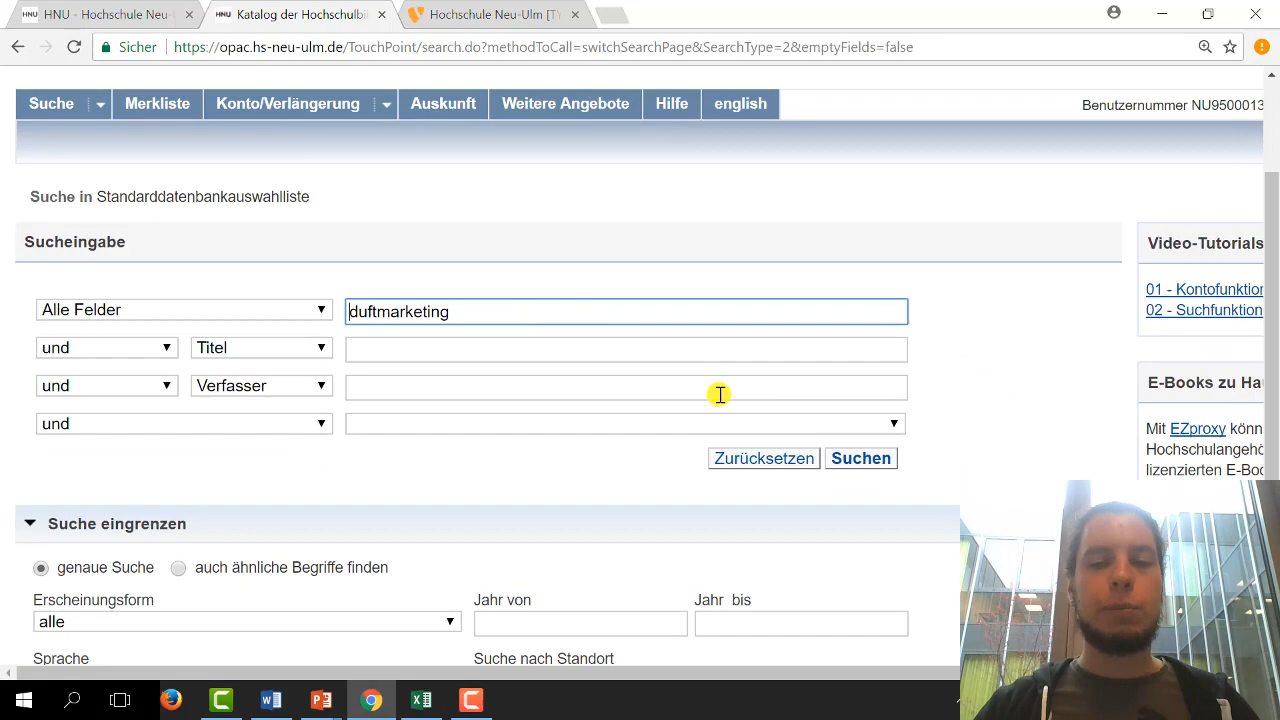 HNU - Hochschule Neu-U
Katalog der Hochschulbi
Hochschule Neu-Ulm [TY
Sicher
https://opac.hs-neu-ulm.de/TouchPoint/search.do?methodToCall=switchSearchPage&SearchType=2&emptyFields=false
Suche
Merkliste
Konto/Verlängerung
Auskunft
Weitere Angebote
Hilfe
english
Benutzernummer NU9500013
Suche in Standarddatenbankauswahlliste
Sucheingabe
Alle Felder
duftmarketing
und
Titel
und
Verfasser
und
Zurücksetzen
Suchen
Video-Tutorials
01 - Kontofunktion
02 - Suchfunktion
E-Books zu Ha
Mit EZproxy könn
Hochschulangehö
lizenzierten E-Boo
Suche eingrenzen
genaue Suche
auch ähnliche Begriffe finden
Erscheinungsform
alle
Jahr von
Jahr bis
Sprache
Suche nach Standort